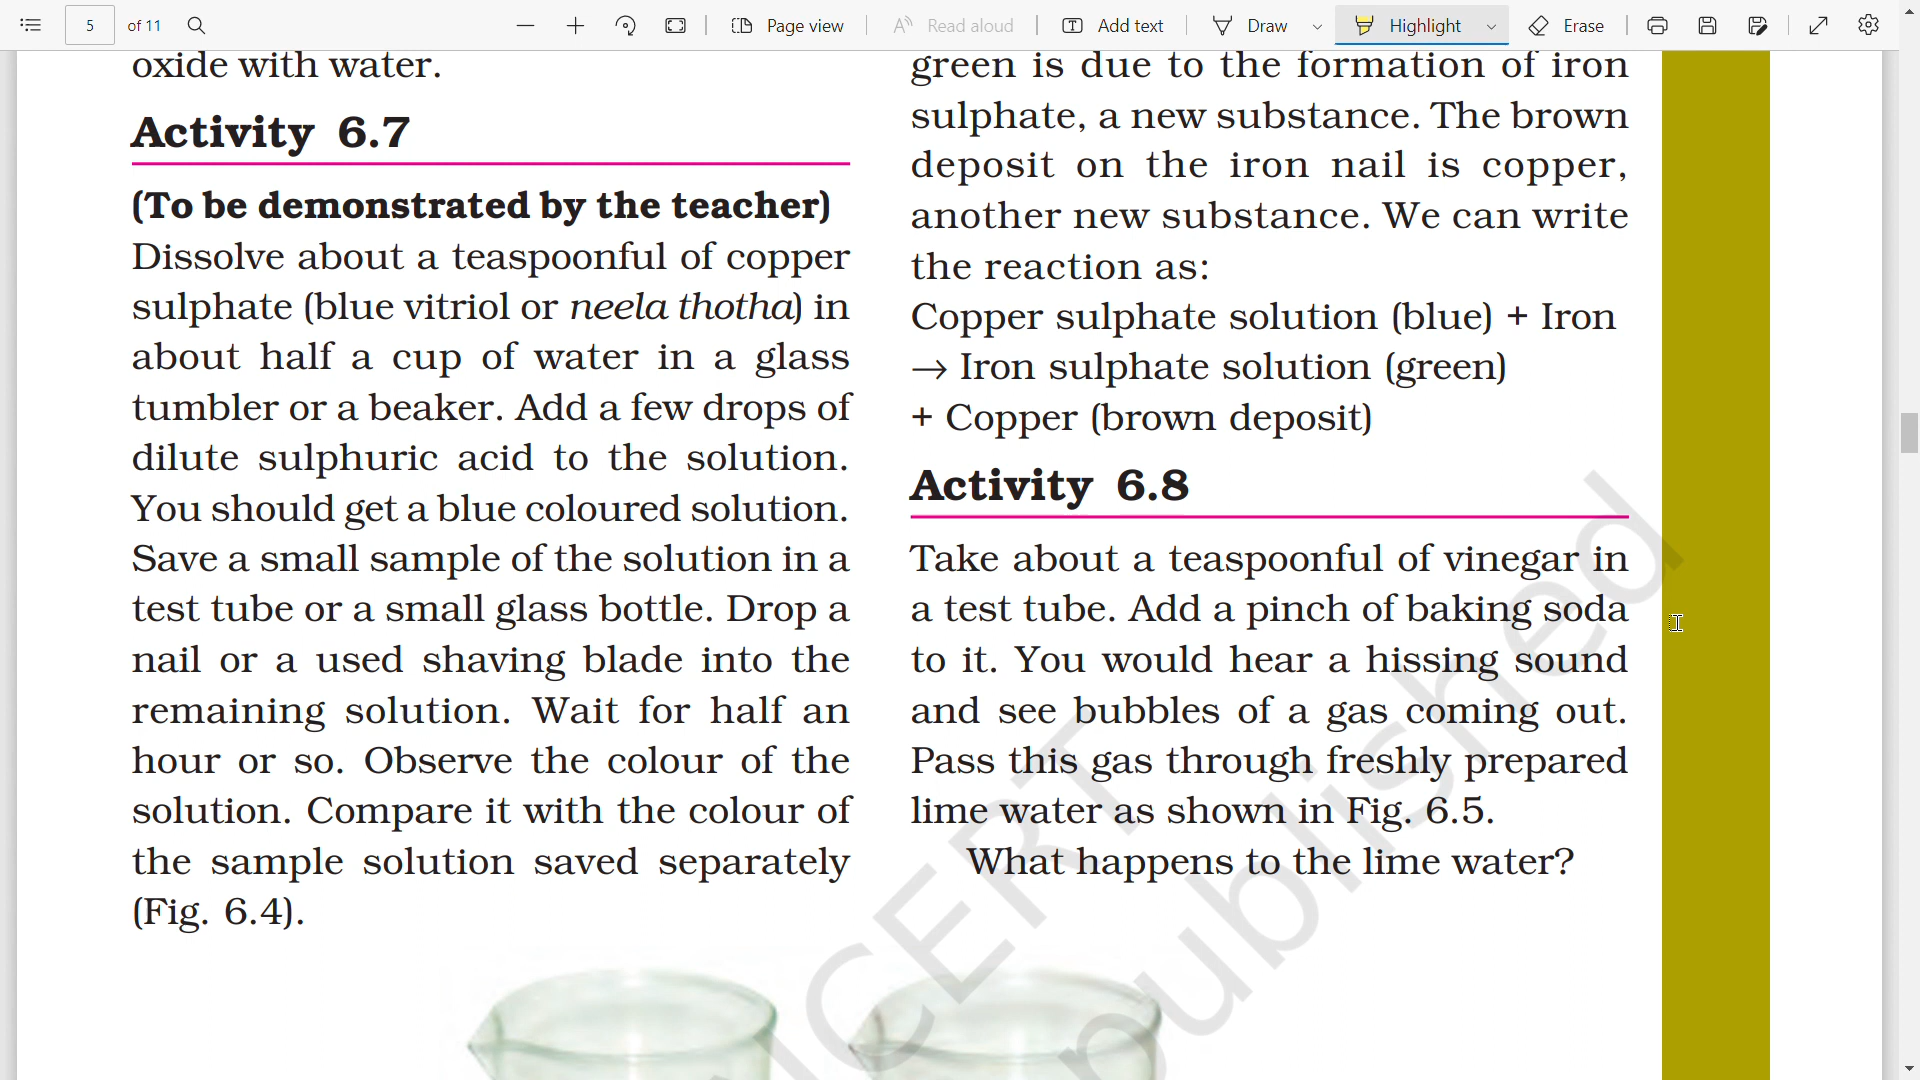 5
of 11
Page view
Read aloud
Add text
Draw
Highlight
Erase
oxide with water.
Activity 6.7
(To be demonstrated by the teacher)
Dissolve about a teaspoonful of copper
sulphate (blue vitriol or neela thotha) in
about half a cup of water in a glass
tumbler or a beaker. Add a few drops of
dilute sulphuric acid to the solution.
You should get a blue coloured solution.
Save a small sample of the solution in a
test tube or a small glass bottle. Drop a
nail or a used shaving blade into the
remaining solution. Wait for half an
hour or so. Observe the colour of the
solution. Compare it with the colour of
the sample solution saved separately
(Fig. 6.4).
green is due to the formation of iron
sulphate, a new substance. The brown
deposit on the iron nail is copper,
another new substance. We can write
the reaction as:
Copper sulphate solution (blue) + Iron
→ Iron sulphate solution (green)
+ Copper (brown deposit)
Activity 6.8
Take about a teaspoonful of vinegar in
a test tube. Add a pinch of baking soda
to it. You would hear a hissing sound
and see bubbles of a gas coming out.
Pass this gas through freshly prepared
lime water as shown in Fig. 6.5.
What happens to the lime water?
NCERT
published